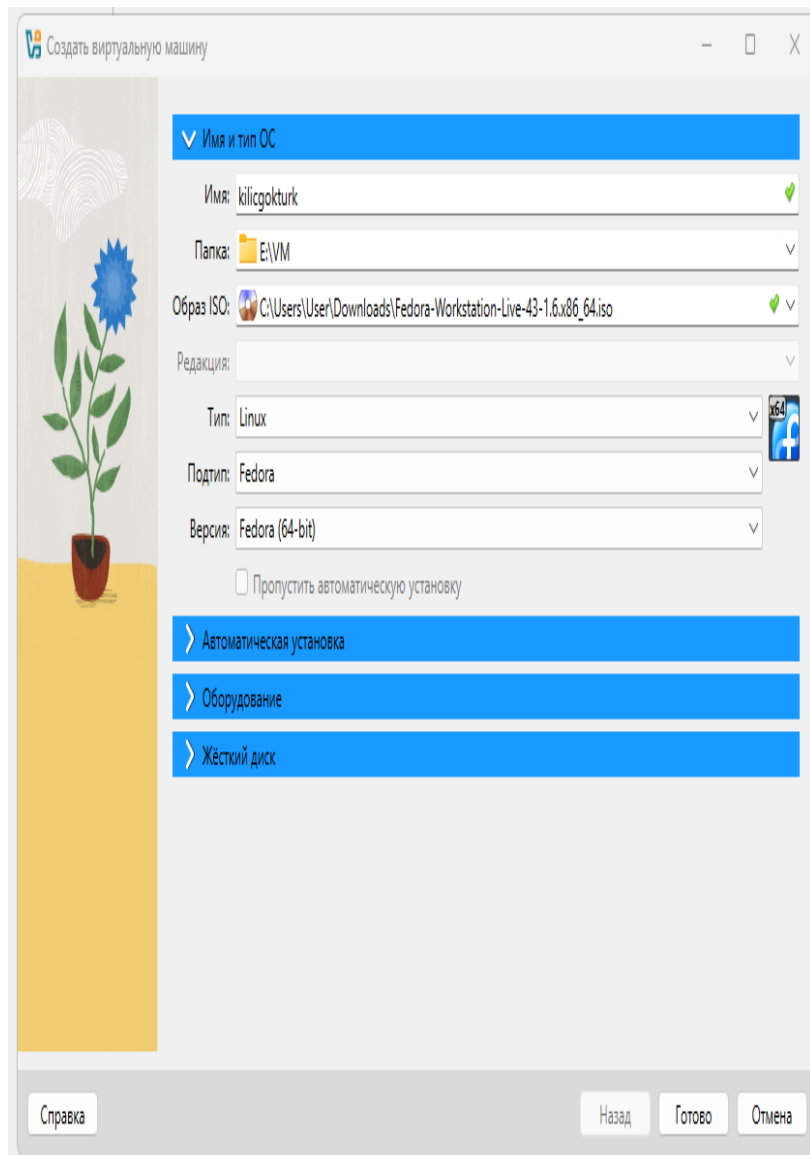 Создать виртуальную машину
Имя и тип ОС
Имя: kilicgokturk
Папка: E:\VM
Образ ISO: C:\Users\User\Downloads\Fedora-Workstation-Live-43-1.6.x86_64.iso
Редакция:
Тип: Linux
x64
Подтип: Fedora
Версия: Fedora (64-bit)
Пропустить автоматическую установку
Автоматическая установка
Оборудование
Жёсткий диск
Справка Назад Готово Отмена